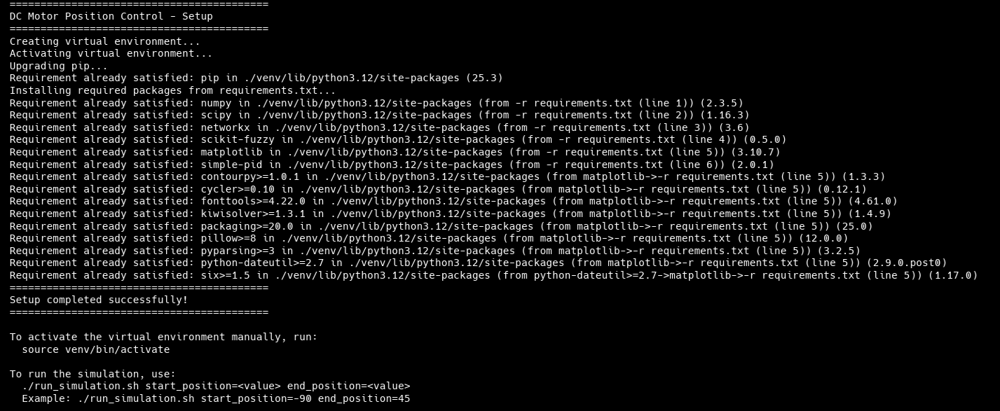 ==========================================
DC Motor Position Control - Setup
==========================================
Creating virtual environment...
Activating virtual environment...
Upgrading pip...
Requirement already satisfied: pip in ./venv/lib/python3.12/site-packages (25.3)
Installing required packages from requirements.txt...
Requirement already satisfied: numpy in ./venv/lib/python3.12/site-packages (from -r requirements.txt (line 1)) (2.3.5)
Requirement already satisfied: scipy in ./venv/lib/python3.12/site-packages (from -r requirements.txt (line 2)) (1.16.3)
Requirement already satisfied: networkx in ./venv/lib/python3.12/site-packages (from -r requirements.txt (line 3)) (3.6)
Requirement already satisfied: scikit-fuzzy in ./venv/lib/python3.12/site-packages (from -r requirements.txt (line 4)) (0.5.0)
Requirement already satisfied: matplotlib in ./venv/lib/python3.12/site-packages (from -r requirements.txt (line 5)) (3.10.7)
Requirement already satisfied: simple-pid in ./venv/lib/python3.12/site-packages (from -r requirements.txt (line 6)) (2.0.1)
Requirement already satisfied: contourpy>=1.0.1 in ./venv/lib/python3.12/site-packages (from matplotlib->-r requirements.txt (line 5)) (1.3.3)
Requirement already satisfied: cycler>=0.10 in ./venv/lib/python3.12/site-packages (from matplotlib->-r requirements.txt (line 5)) (0.12.1)
Requirement already satisfied: fonttools>=4.22.0 in ./venv/lib/python3.12/site-packages (from matplotlib->-r requirements.txt (line 5)) (4.61.0)
Requirement already satisfied: kiwisolver>=1.3.1 in ./venv/lib/python3.12/site-packages (from matplotlib->-r requirements.txt (line 5)) (1.4.9)
Requirement already satisfied: packaging>=20.0 in ./venv/lib/python3.12/site-packages (from matplotlib->-r requirements.txt (line 5)) (25.0)
Requirement already satisfied: pillow>=8 in ./venv/lib/python3.12/site-packages (from matplotlib->-r requirements.txt (line 5)) (12.0.0)
Requirement already satisfied: pyparsing>=3 in ./venv/lib/python3.12/site-packages (from matplotlib->-r requirements.txt (line 5)) (3.2.5)
Requirement already satisfied: python-dateutil>=2.7 in ./venv/lib/python3.12/site-packages (from matplotlib->-r requirements.txt (line 5)) (2.9.0.post0)
Requirement already satisfied: six>=1.5 in ./venv/lib/python3.12/site-packages (from python-dateutil>=2.7->matplotlib->-r requirements.txt (line 5)) (1.17.0)
==========================================
Setup completed successfully!
==========================================

To activate the virtual environment manually, run:
  source venv/bin/activate

To run the simulation, use:
  ./run_simulation.sh start_position=<value> end_position=<value>
  Example: ./run_simulation.sh start_position=-90 end_position=45